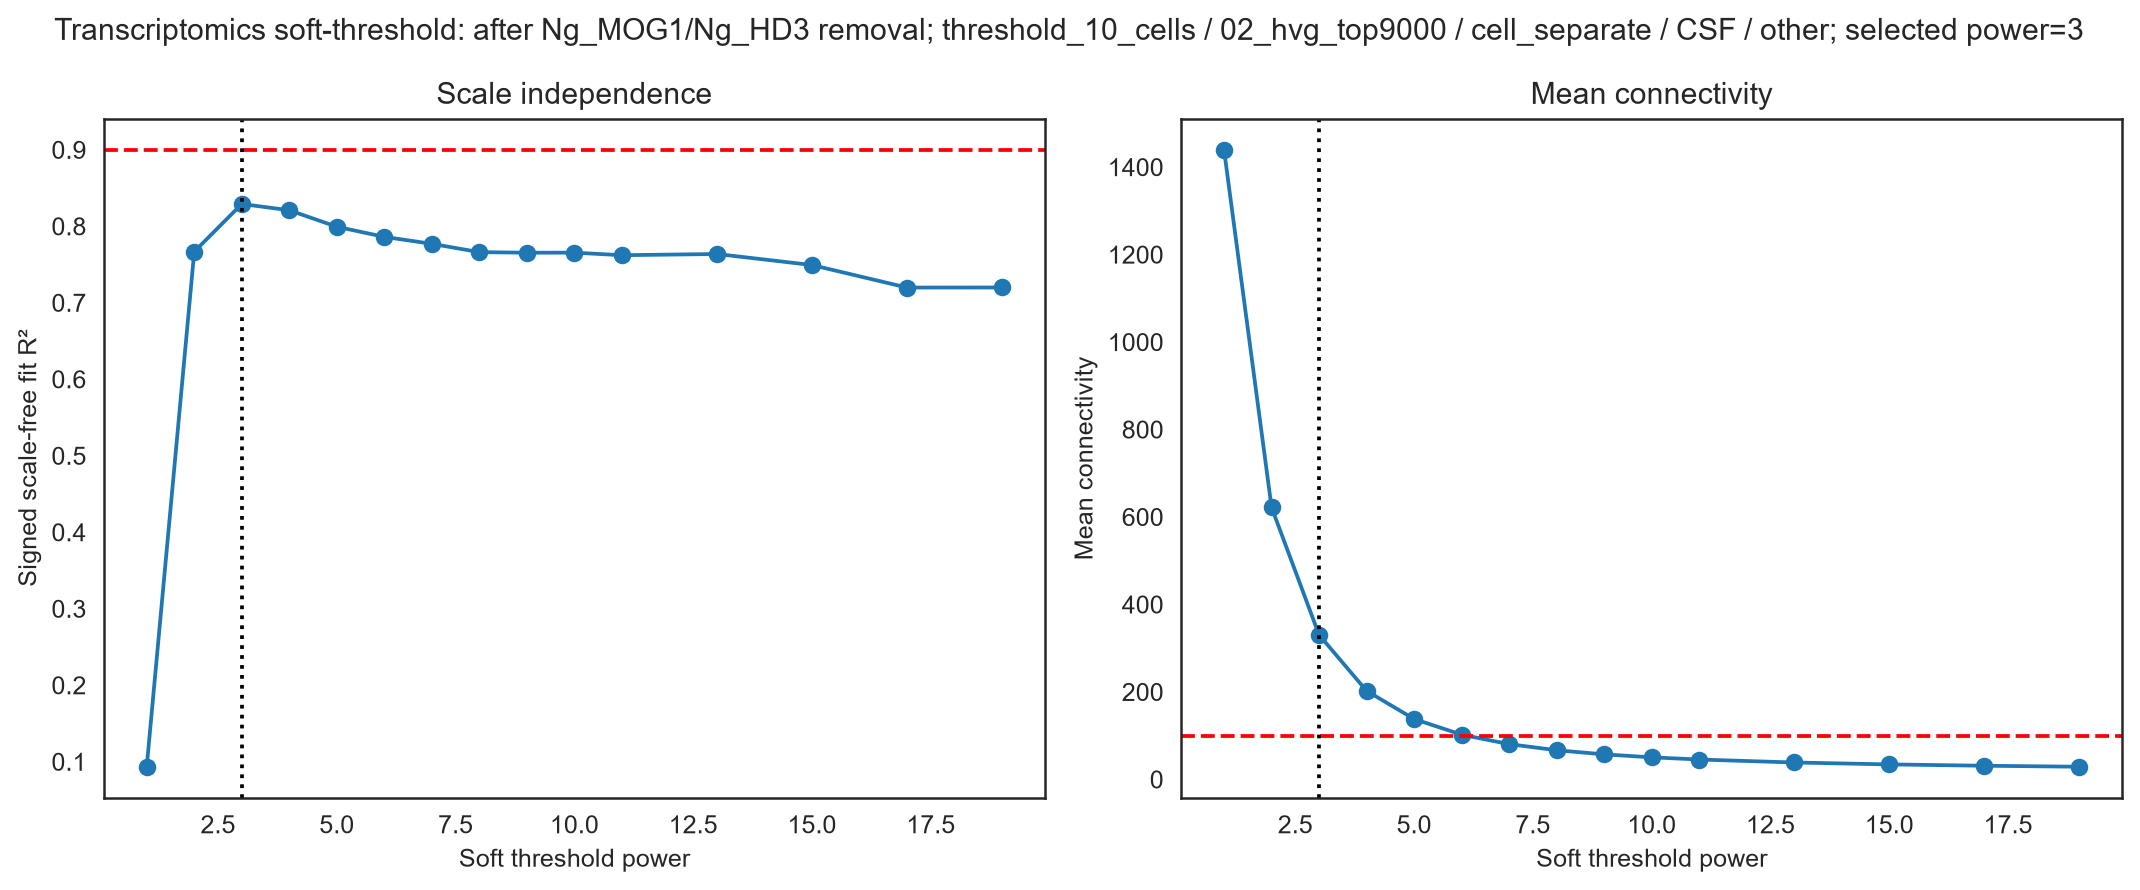 Transcriptomics soft-threshold: after Ng_MOG1/Ng_HD3 removal; threshold_10_cells / 02_hvg_top9000 / cell_separate / CSF / other; selected power=3
Scale independence
Signed scale-free fit R²
0.9
0.8
0.7
0.6
0.5
0.4
0.3
0.2
0.1
2.5 5.0 7.5 10.0 12.5 15.0 17.5
Soft threshold power
Mean connectivity
Mean connectivity
1400
1200
1000
800
600
400
200
0
2.5 5.0 7.5 10.0 12.5 15.0 17.5
Soft threshold power